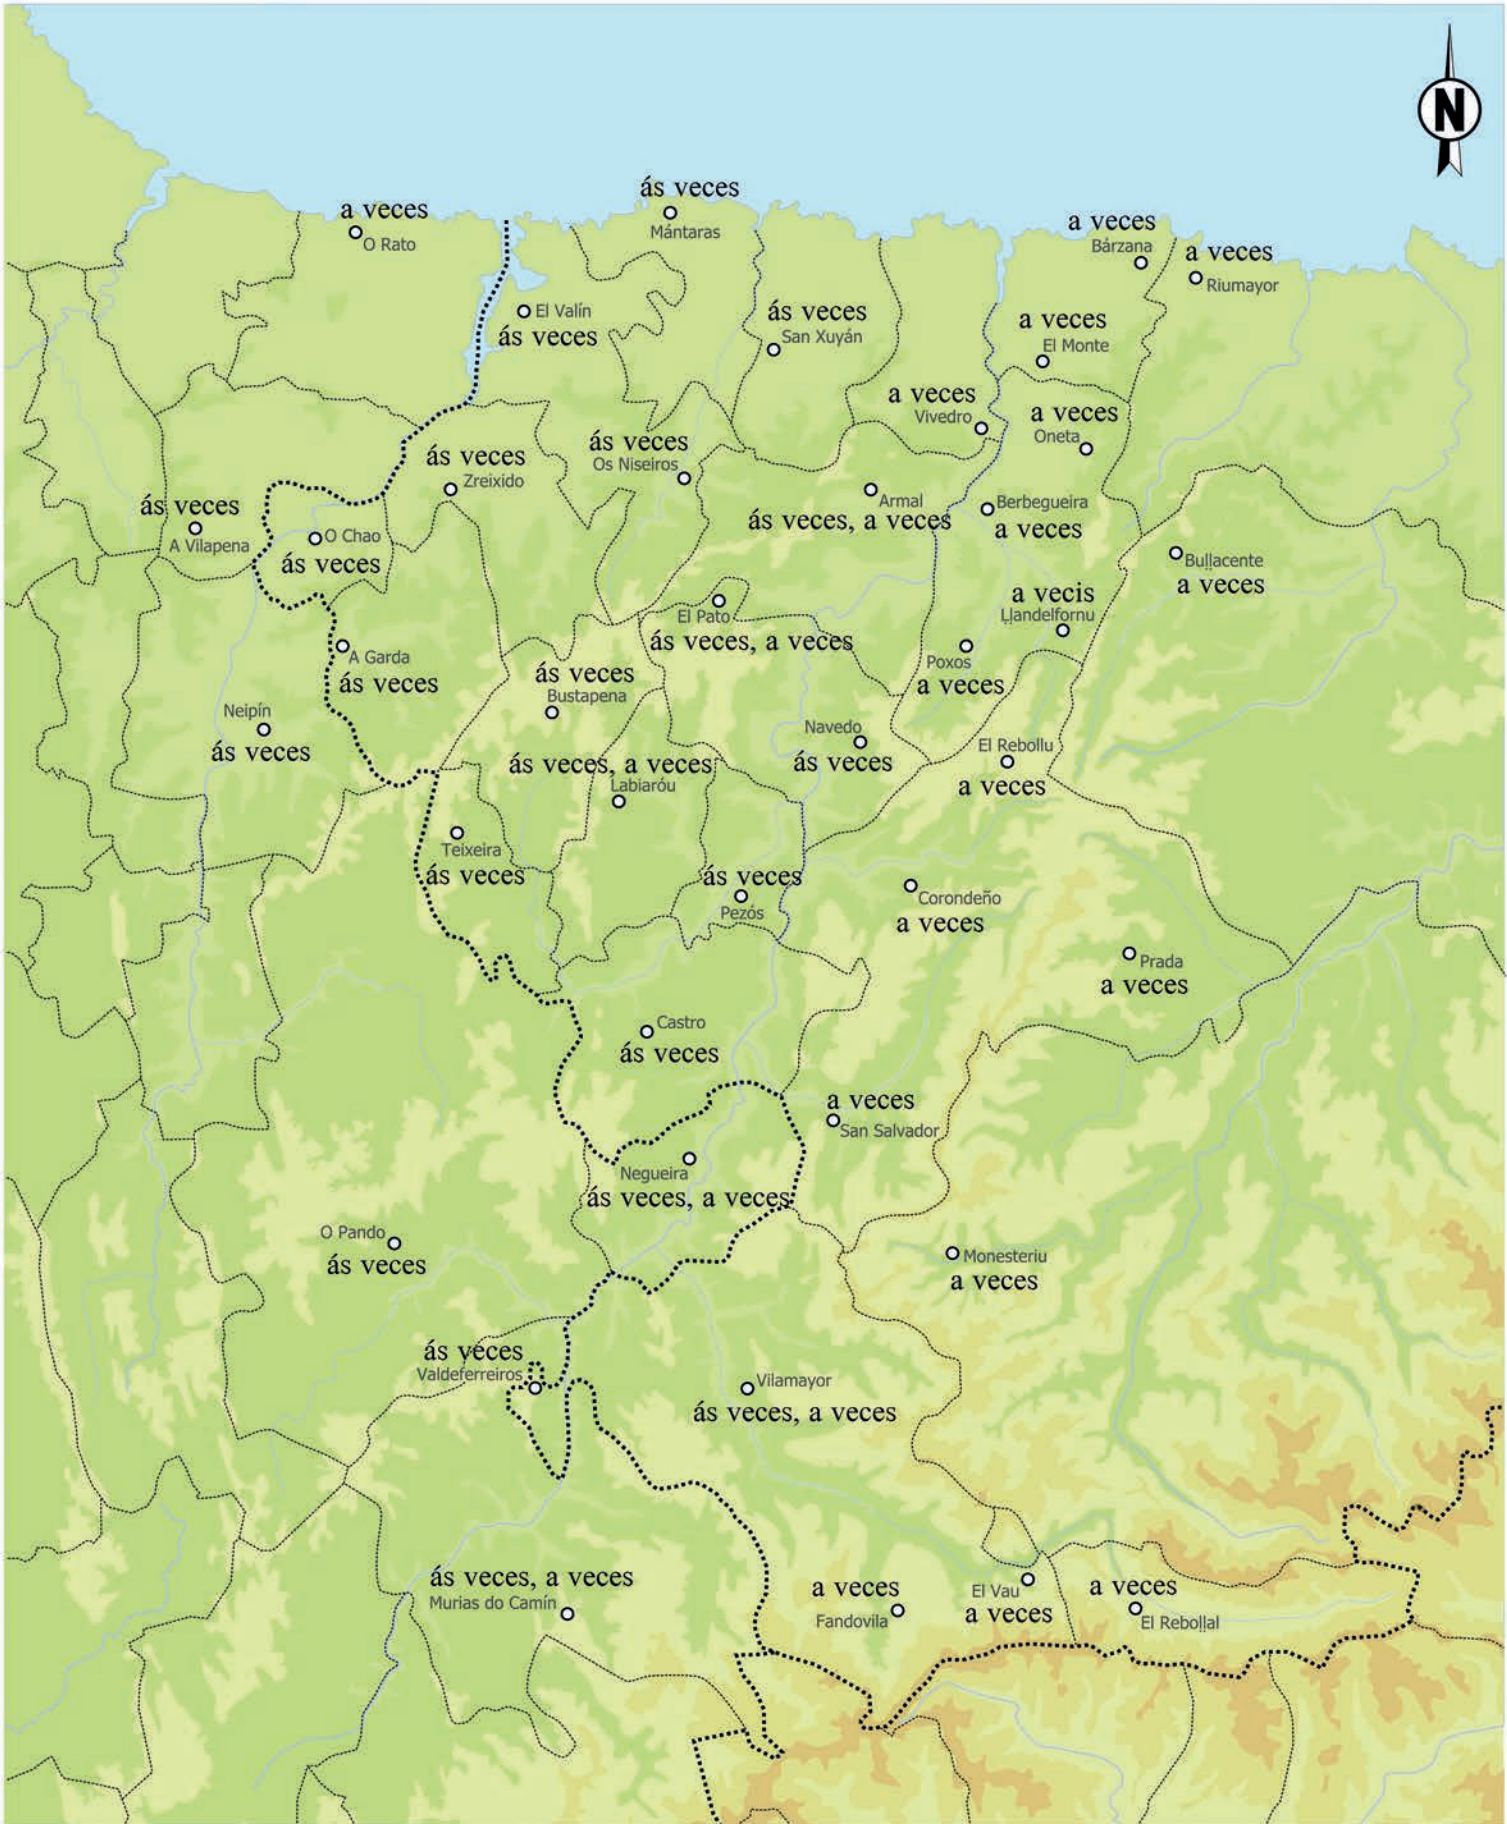 N
ás veces
Mántaras
a veces
O Rato
a veces
Bárzana
a veces
Riumayor
El Valín
ás veces
ás veces
San Xuyán
a veces
El Monte
a veces
Vivedro
a veces
Oneta
ás veces
Os Niseiros
ás veces
Zreixido
ás veces
A Vilapena
O Chao
ás veces
Armal
ás veces, a veces
Berbegueira
a veces
Buḷḷacente
a veces
a vecis
Ḷḷandelfornu
El Pato
ás veces, a veces
A Garda
ás veces
Poxos
a veces
ás veces
Bustapena
Neipín
ás veces
Navedo
ás veces
El Rebollu
a veces
ás veces, a veces
Labiaróu
Teixeira
ás veces
ás veces
Pezós
Corondeño
a veces
Prada
a veces
Castro
ás veces
a veces
San Salvador
Negueira
ás veces, a veces
O Pando
ás veces
Monesteriu
a veces
ás veces
Valdeferreiros
Vilamayor
ás veces, a veces
ás veces, a veces
Murias do Camín
a veces
Fandovila
El Vau
a veces
a veces
El Reboḷḷal